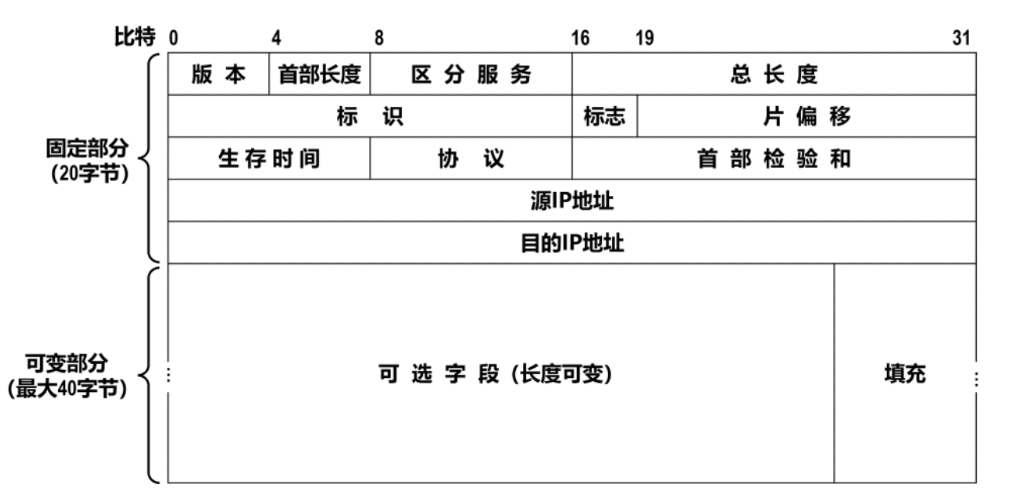 比特 0 4 8 16 19 31
版 本 首部长度 区 分 服 务 总 长 度
标 识 标志 片 偏 移
固定部分
(20字节)
生 存 时 间 协 议 首 部 检 验 和
源IP地址
目的IP地址
可变部分
(最大40字节)
可 选 字 段 (长度可变) 填充